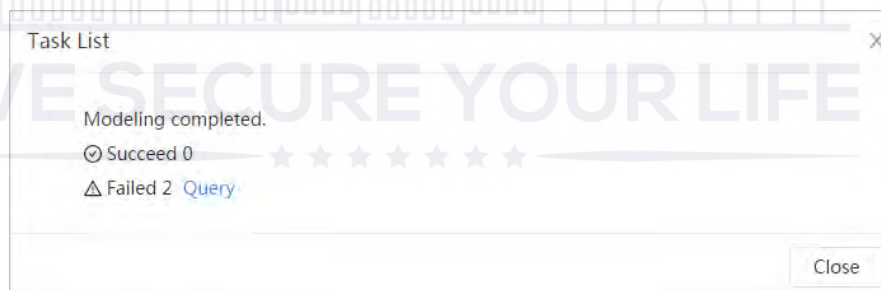 Task List
VE SECURE YOUR LIFE
Modeling completed.
Succeed 0
Failed 2 Query
Close